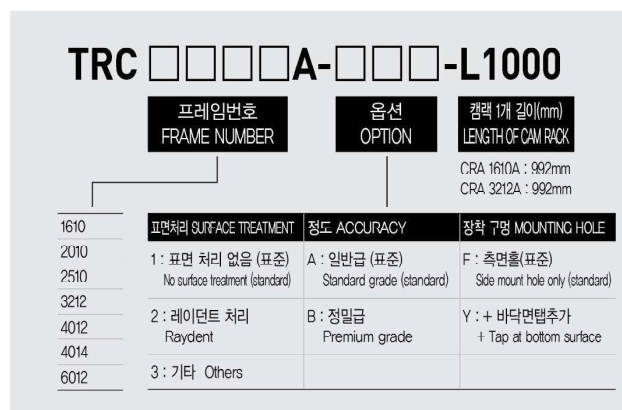 TRC □□□□A-□□□-L1000
프레임번호
FRAME NUMBER
옵션
OPTION
캠랙 1개 길이(mm)
LENGTH OF CAM RACK
CRA 1610A : 992mm
CRA 3212A : 992mm
1610
2010
2510
3212
4012
4014
6012
표면처리 SURFACE TREATMENT
정도 ACCURACY
장착 구멍 MOUNTING HOLE
1 : 표면 처리 없음 (표준)
No surface treatment (standard)
A : 일반급 (표준)
Standard grade (standard)
F : 측면홀(표준)
Side mount hole only (standard)
2 : 레이던트 처리
Raydent
B : 정밀급
Premium grade
Y : + 바닥면탭추가
+ Tap at bottom surface
3 : 기타 Others